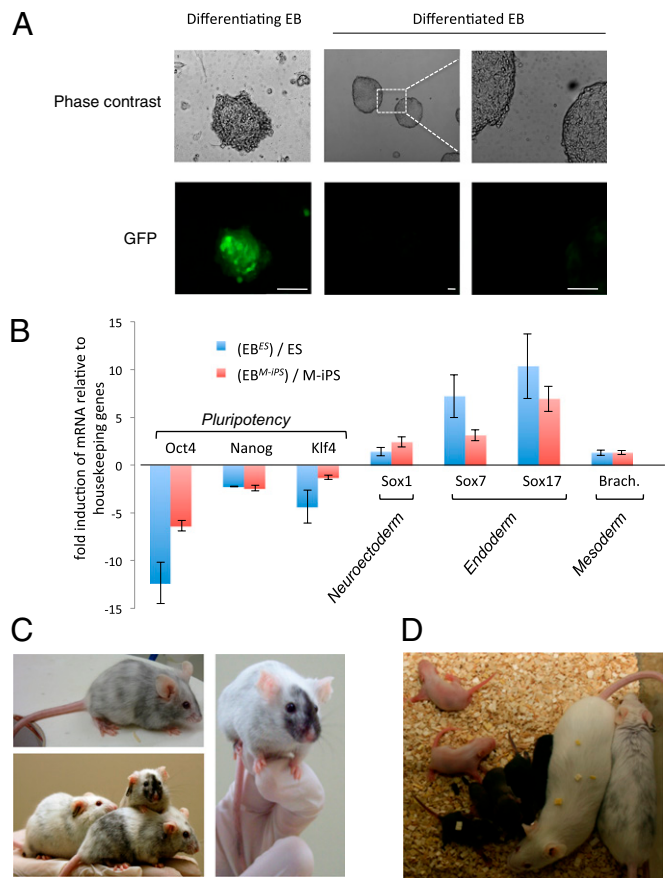 A
Differentiating EB
Differentiated EB
Phase contrast
GFP
B
fold induction of mRNA relative to
housekeeping genes
15
10
5
0
-5
-10
-15
(EB^ES) / ES
(EB^M-iPS) / M-iPS
Pluripotency
Oct4 Nanog Klf4
Sox1 Sox7 Sox17 Brach.
Neuroectoderm
Endoderm
Mesoderm
C
D